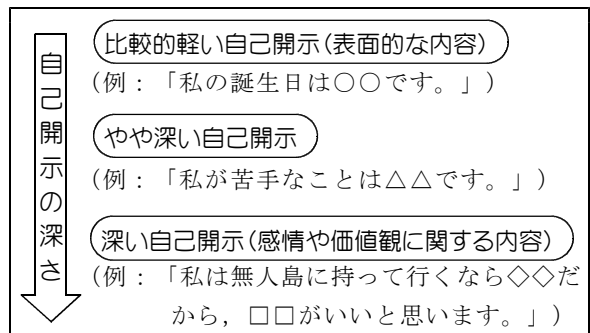 自己開示の深さ
比較的軽い自己開示(表面的な内容)
(例：「私の誕生日は○○です。」)
やや深い自己開示
(例：「私が苦手なことは△△です。」)
深い自己開示(感情や価値観に関する内容)
(例：「私は無人島に持って行くなら◇◇だ
から，□□がいいと思います。」)